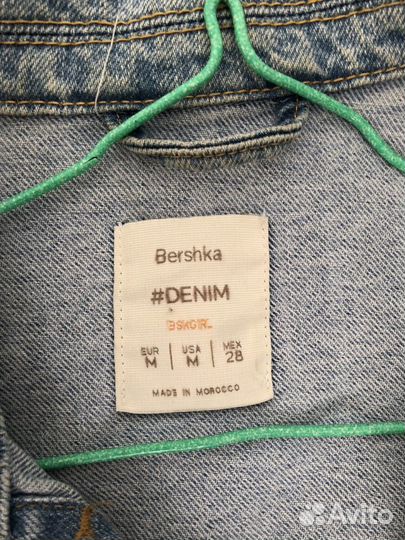 Bershka
#DENIM
BSKGIRL
EUR M | USA M | MEX 28
MADE IN MOROCCO
Avito